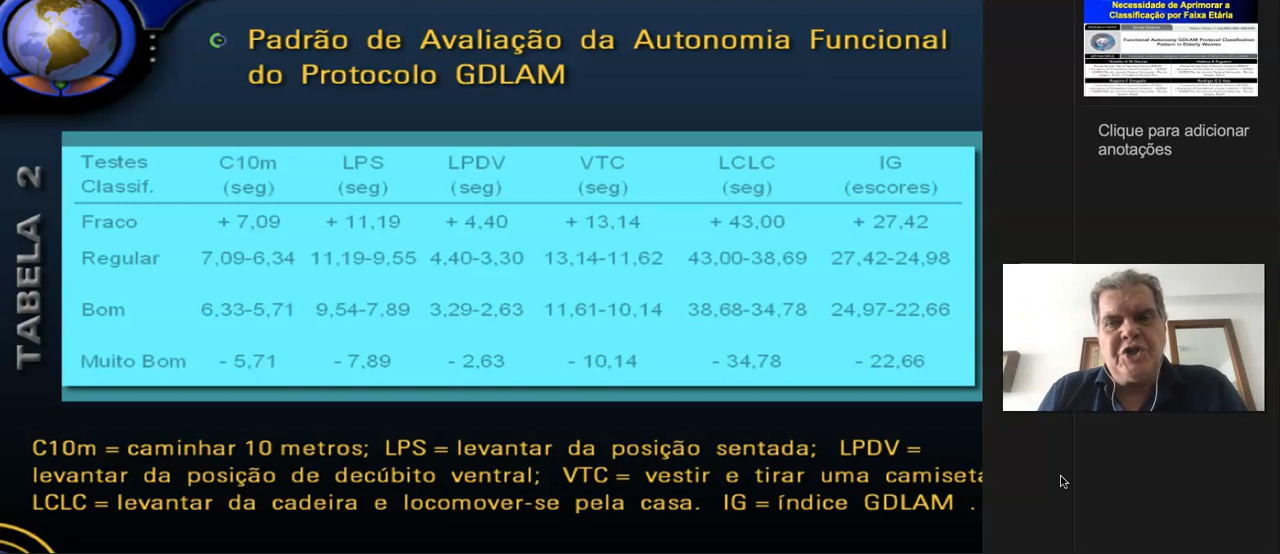 Padrão de Avaliação da Autonomia Funcional
do Protocolo GDLAM
TABELA 2
Testes C10m LPS LPDV VTC LCLC IG
Classif. (seg) (seg) (seg) (seg) (seg) (escores)
Fraco + 7,09 + 11,19 + 4,40 + 13,14 + 43,00 + 27,42
Regular 7,09-6,34 11,19-9,55 4,40-3,30 13,14-11,62 43,00-38,69 27,42-24,98
Bom 6,33-5,71 9,54-7,89 3,29-2,63 11,61-10,14 38,68-34,78 24,97-22,66
Muito Bom - 5,71 - 7,89 - 2,63 - 10,14 - 34,78 - 22,66
C10m = caminhar 10 metros; LPS = levantar da posição sentada; LPDV =
levantar da posição de decúbito ventral; VTC = vestir e tirar uma camiseta
LCLC = levantar da cadeira e locomover-se pela casa. IG = índice GDLAM .
Necessidade de Aprimorar a
Classificação por Faixa Etária
Functional Autonomy GDLAM Protocol Classification
Pattern in Elderly Women
Clique para adicionar
anotações